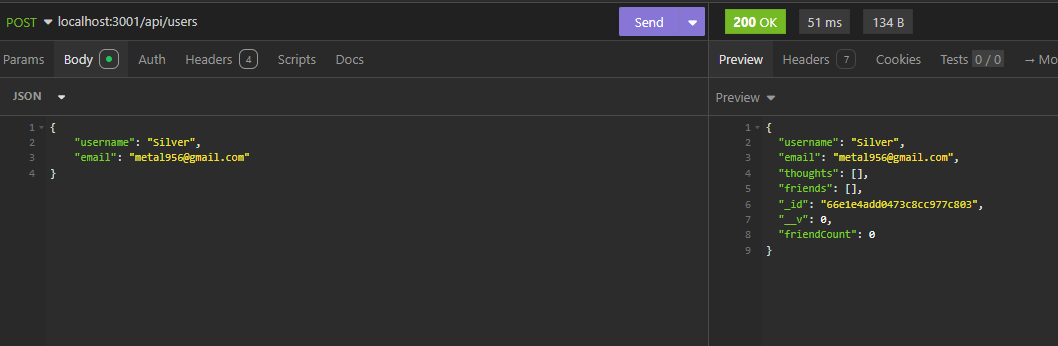 POST localhost:3001/api/users Send 200 OK 51 ms 134 B
Params Body Auth Headers 4 Scripts Docs Preview Headers 7 Cookies Tests 0 / 0 → Mo
JSON Preview
1 {
2 "username": "Silver",
3 "email": "metal956@gmail.com"
4 }
1 {
2 "username": "Silver",
3 "email": "metal956@gmail.com",
4 "thoughts": [],
5 "friends": [],
6 "_id": "66e1e4add0473c8cc977c803",
7 "__v": 0,
8 "friendCount": 0
9 }